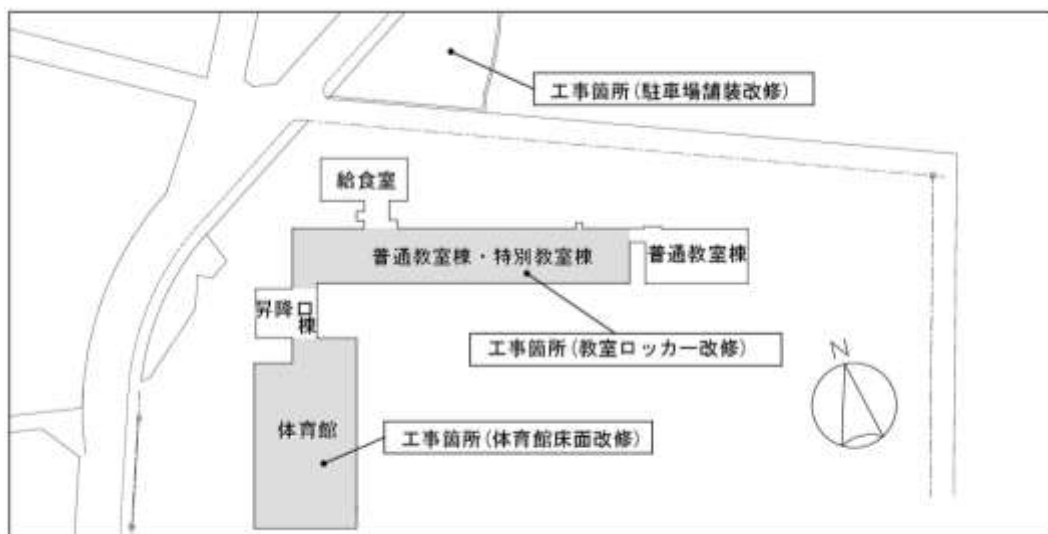 工事箇所(駐車場舗装改修)
給食室
普通教室棟・特別教室棟
普通教室棟
昇降口
棟
工事箇所(教室ロッカー改修)
N
体育館
工事箇所(体育館床面改修)